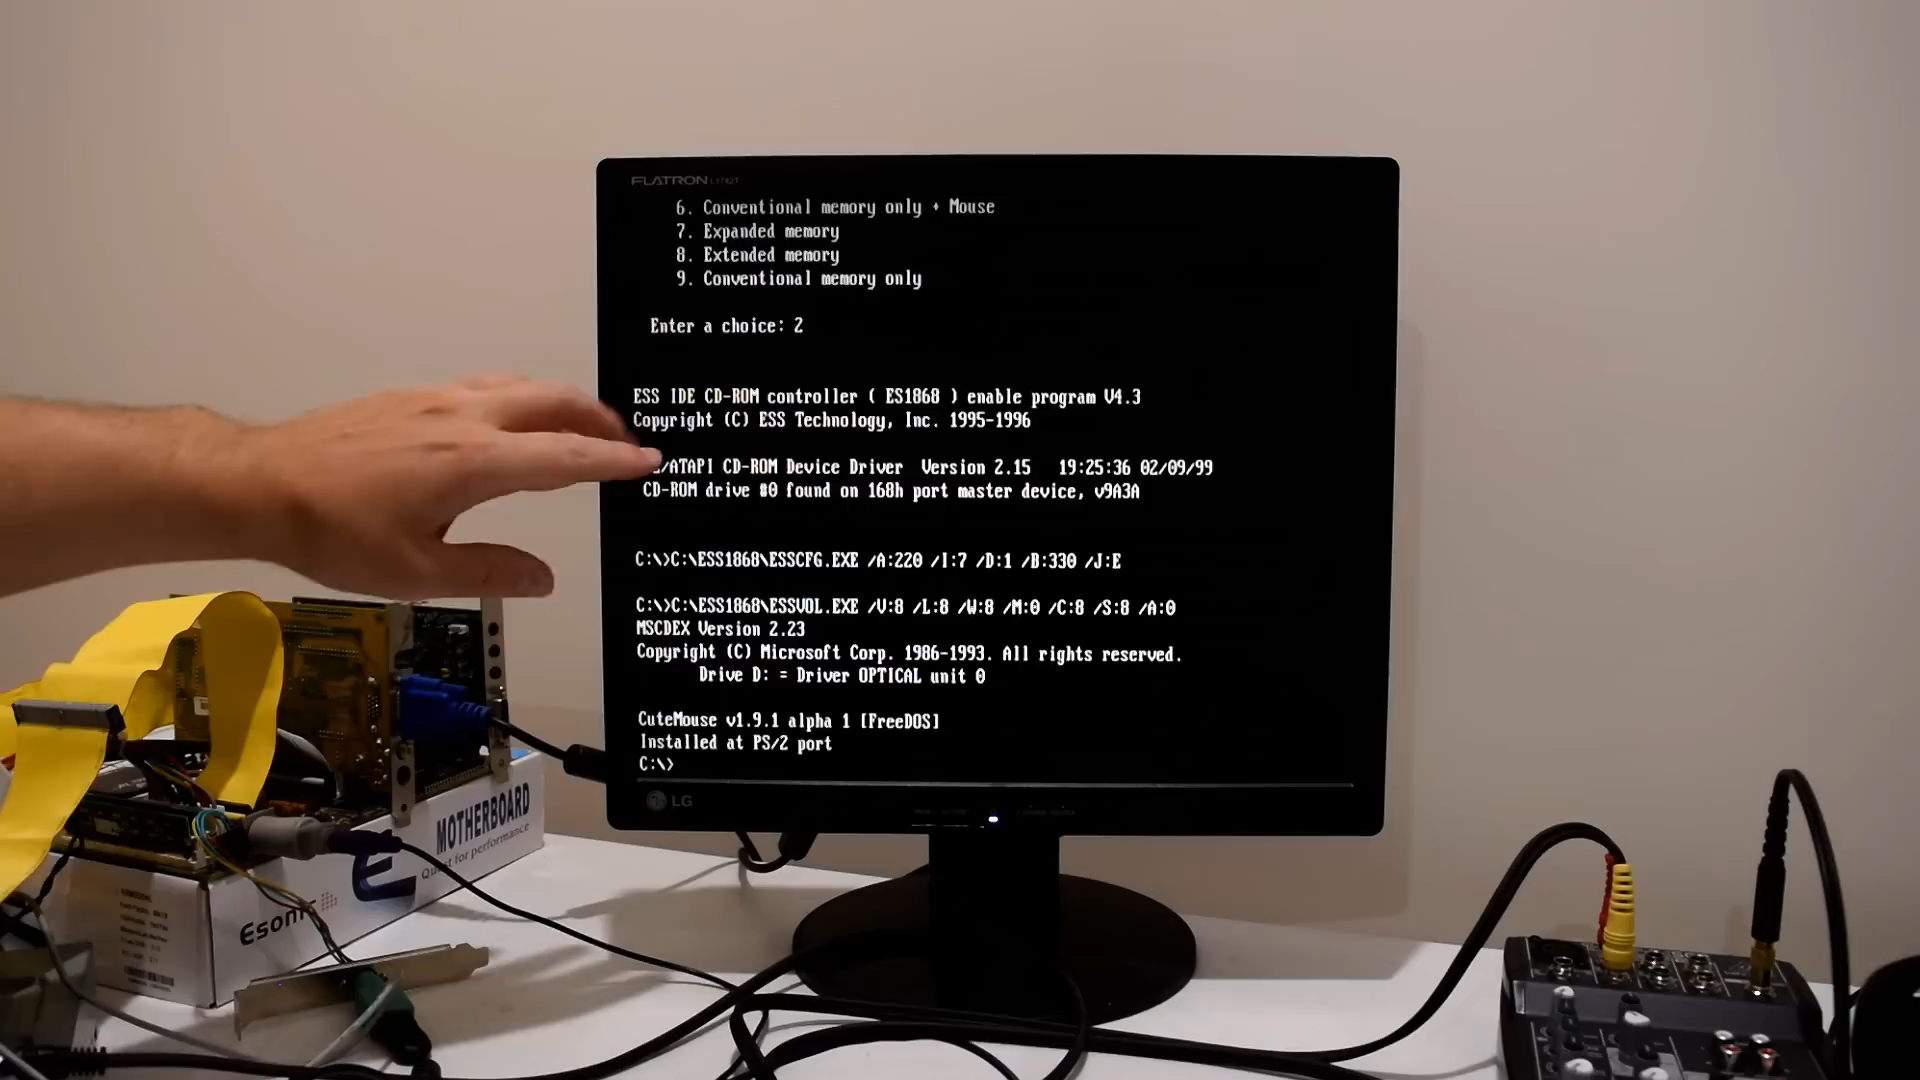 FLATRON
6. Conventional memory only + Mouse
7. Expanded memory
8. Extended memory
9. Conventional memory only
Enter a choice: 2
ESS IDE CD-ROM controller ( ES1868 ) enable program V4.3
Copyright (C) ESS Technology, Inc. 1995-1996
/ATAPI CD-ROM Device Driver Version 2.15 19:25:36 02/09/99
CD-ROM drive #0 found on 168h port master device, v9A3A
C:\>C:\ESS1868\ESSCFG.EXE /A:220 /I:7 /D:1 /B:330 /J:E
C:\>C:\ESS1868\ESSVOL.EXE /V:8 /L:8 /W:8 /M:0 /C:8 /S:8 /A:0
MSCDEX Version 2.23
Copyright (C) Microsoft Corp. 1986-1993. All rights reserved.
Drive D: = Driver OPTICAL unit 0
CuteMouse v1.9.1 alpha 1 [FreeDOS]
Installed at PS/2 port
C:\>
LG
MOTHERBOARD
Quest for performance
Esonic